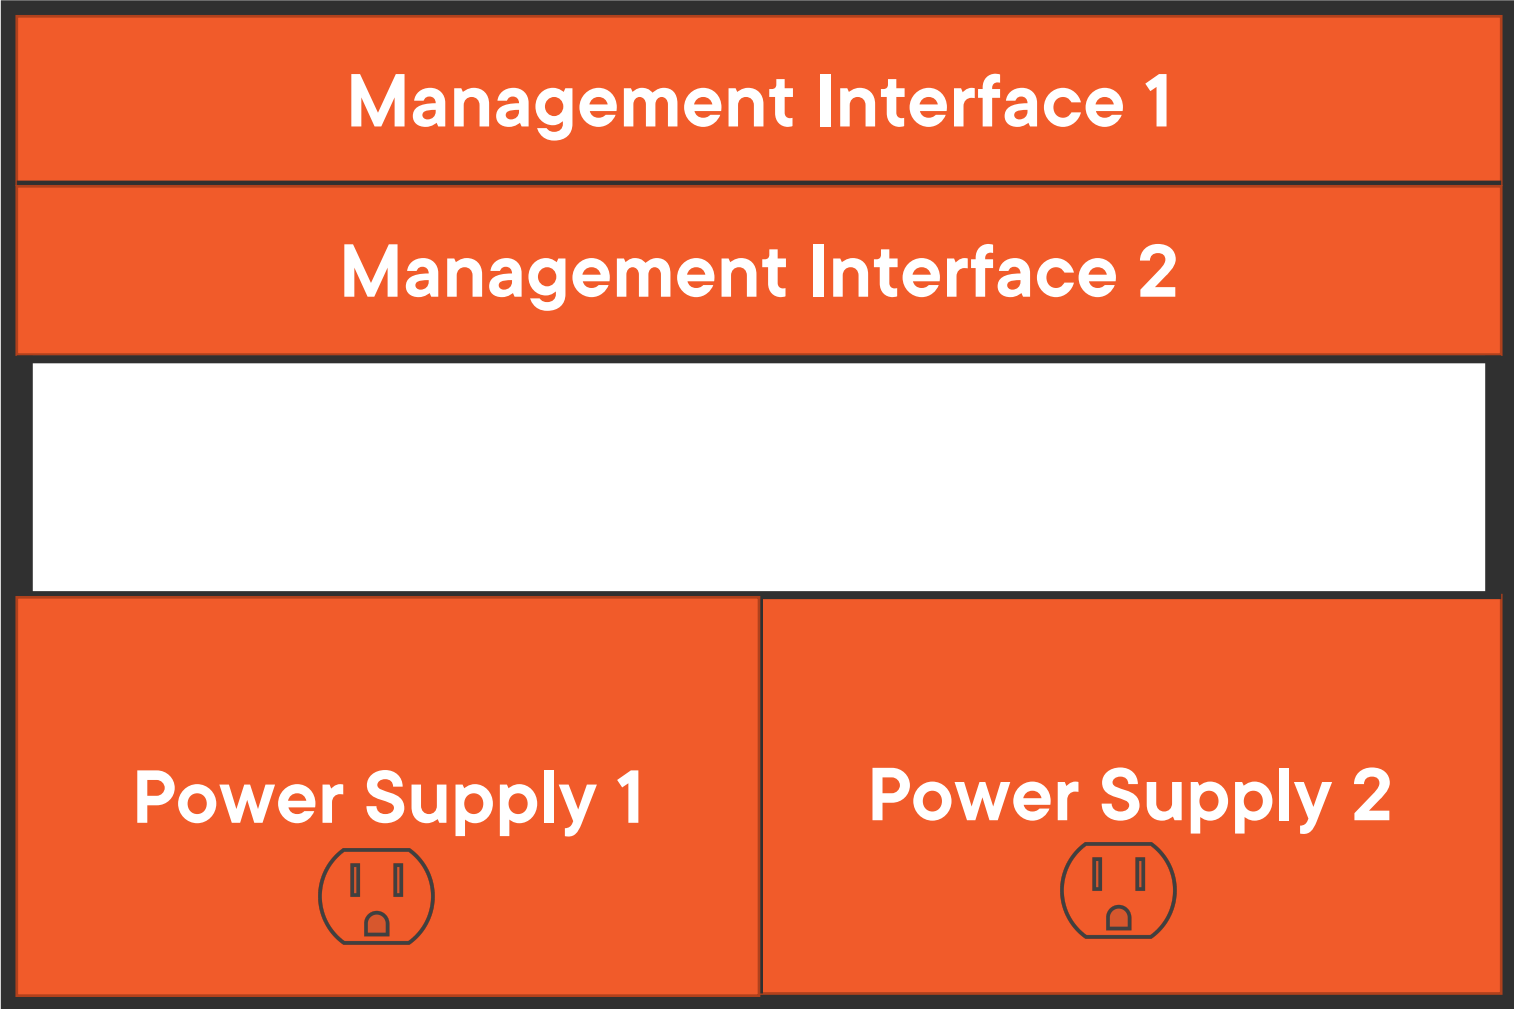 Management Interface 1
Management Interface 2
Power Supply 1
Power Supply 2